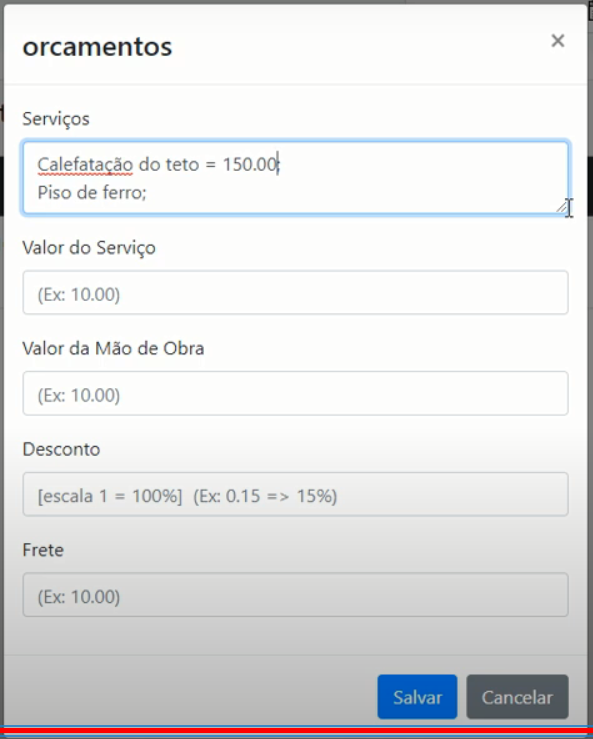 orcamentos
×
Serviços
Calefatação do teto = 150.00;
Piso de ferro;
Valor do Serviço
(Ex: 10.00)
Valor da Mão de Obra
(Ex: 10.00)
Desconto
[escala 1 = 100%] (Ex: 0.15 => 15%)
Frete
(Ex: 10.00)
Salvar Cancelar